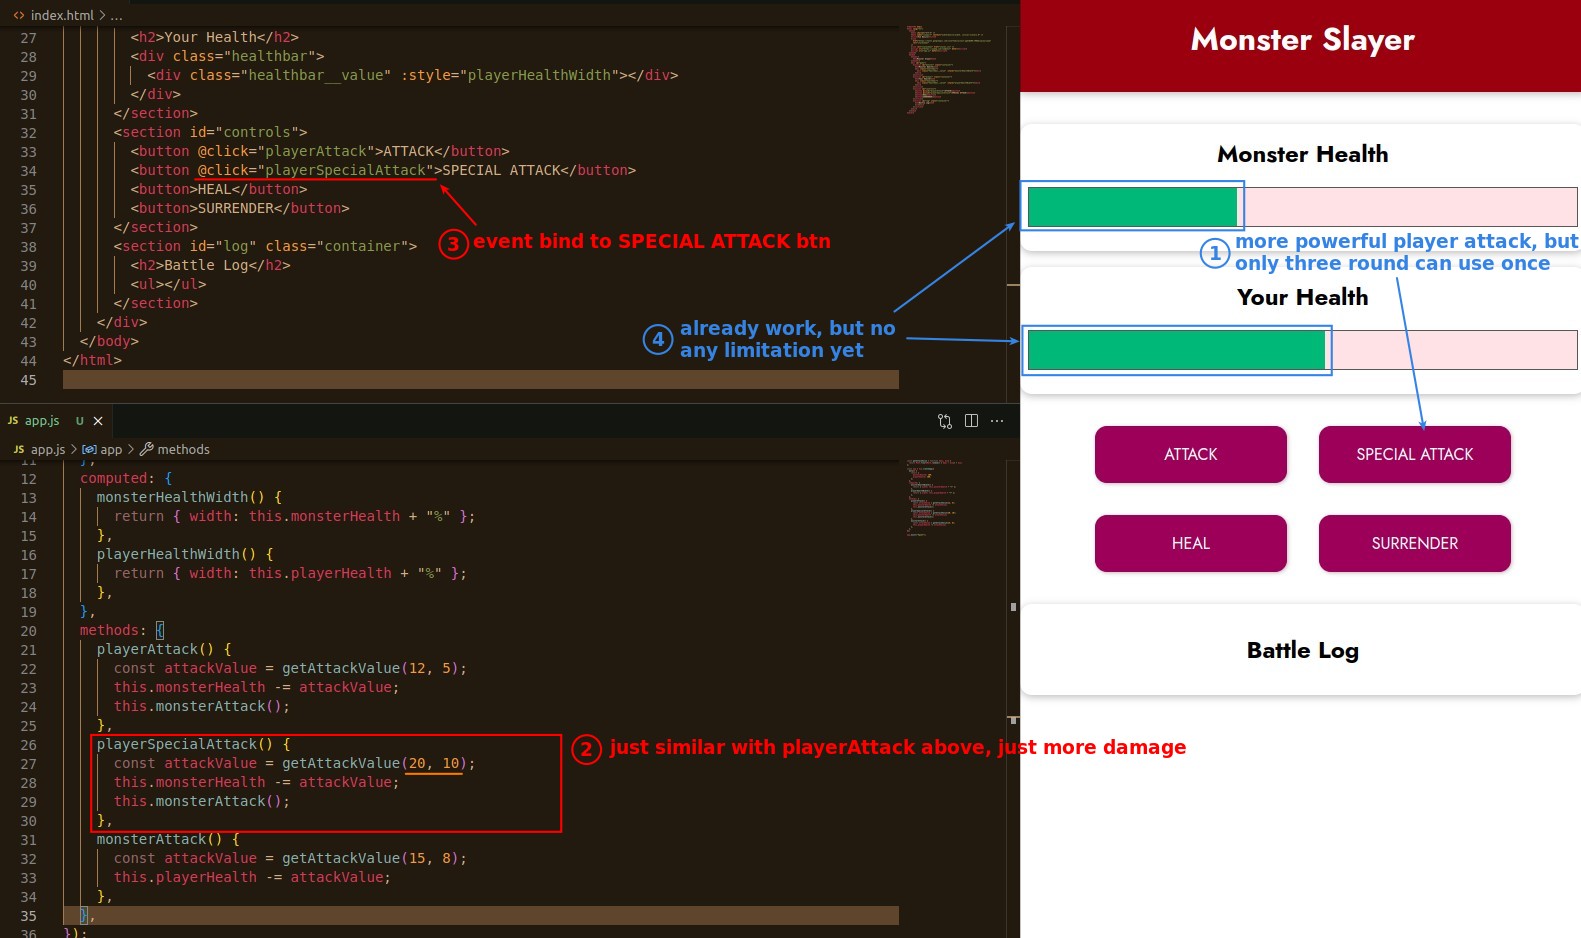 <> index.html > ...
27 <h2>Your Health</h2>
28 <div class="healthbar">
29 <div class="healthbar__value" :style="playerHealthWidth"></div>
30 </div>
31 </section>
32 <section id="controls">
33 <button @click="playerAttack">ATTACK</button>
34 <button @click="playerSpecialAttack">SPECIAL ATTACK</button>
35 <button>HEAL</button>
36 <button>SURRENDER</button>
37 </section>
38 <section id="log" class="container">
39 <h2>Battle Log</h2>
40 <ul></ul>
41 </section>
42 </div>
43 </body>
44 </html>
45
3 event bind to SPECIAL ATTACK btn
4 already work, but no
any limitation yet
JS app.js U ×
JS app.js > app > methods
11 },
12 computed: {
13 monsterHealthWidth() {
14 return { width: this.monsterHealth + "%" };
15 },
16 playerHealthWidth() {
17 return { width: this.playerHealth + "%" };
18 },
19 },
20 methods: {
21 playerAttack() {
22 const attackValue = getAttackValue(12, 5);
23 this.monsterHealth -= attackValue;
24 this.monsterAttack();
25 },
26 playerSpecialAttack() {
27 const attackValue = getAttackValue(20, 10);
28 this.monsterHealth -= attackValue;
29 this.monsterAttack();
30 },
31 monsterAttack() {
32 const attackValue = getAttackValue(15, 8);
33 this.playerHealth -= attackValue;
34 },
35 },
36 });
2 just similar with playerAttack above, just more damage
Monster Slayer
Monster Health
1 more powerful player attack, but
only three round can use once
Your Health
ATTACK
SPECIAL ATTACK
HEAL
SURRENDER
Battle Log